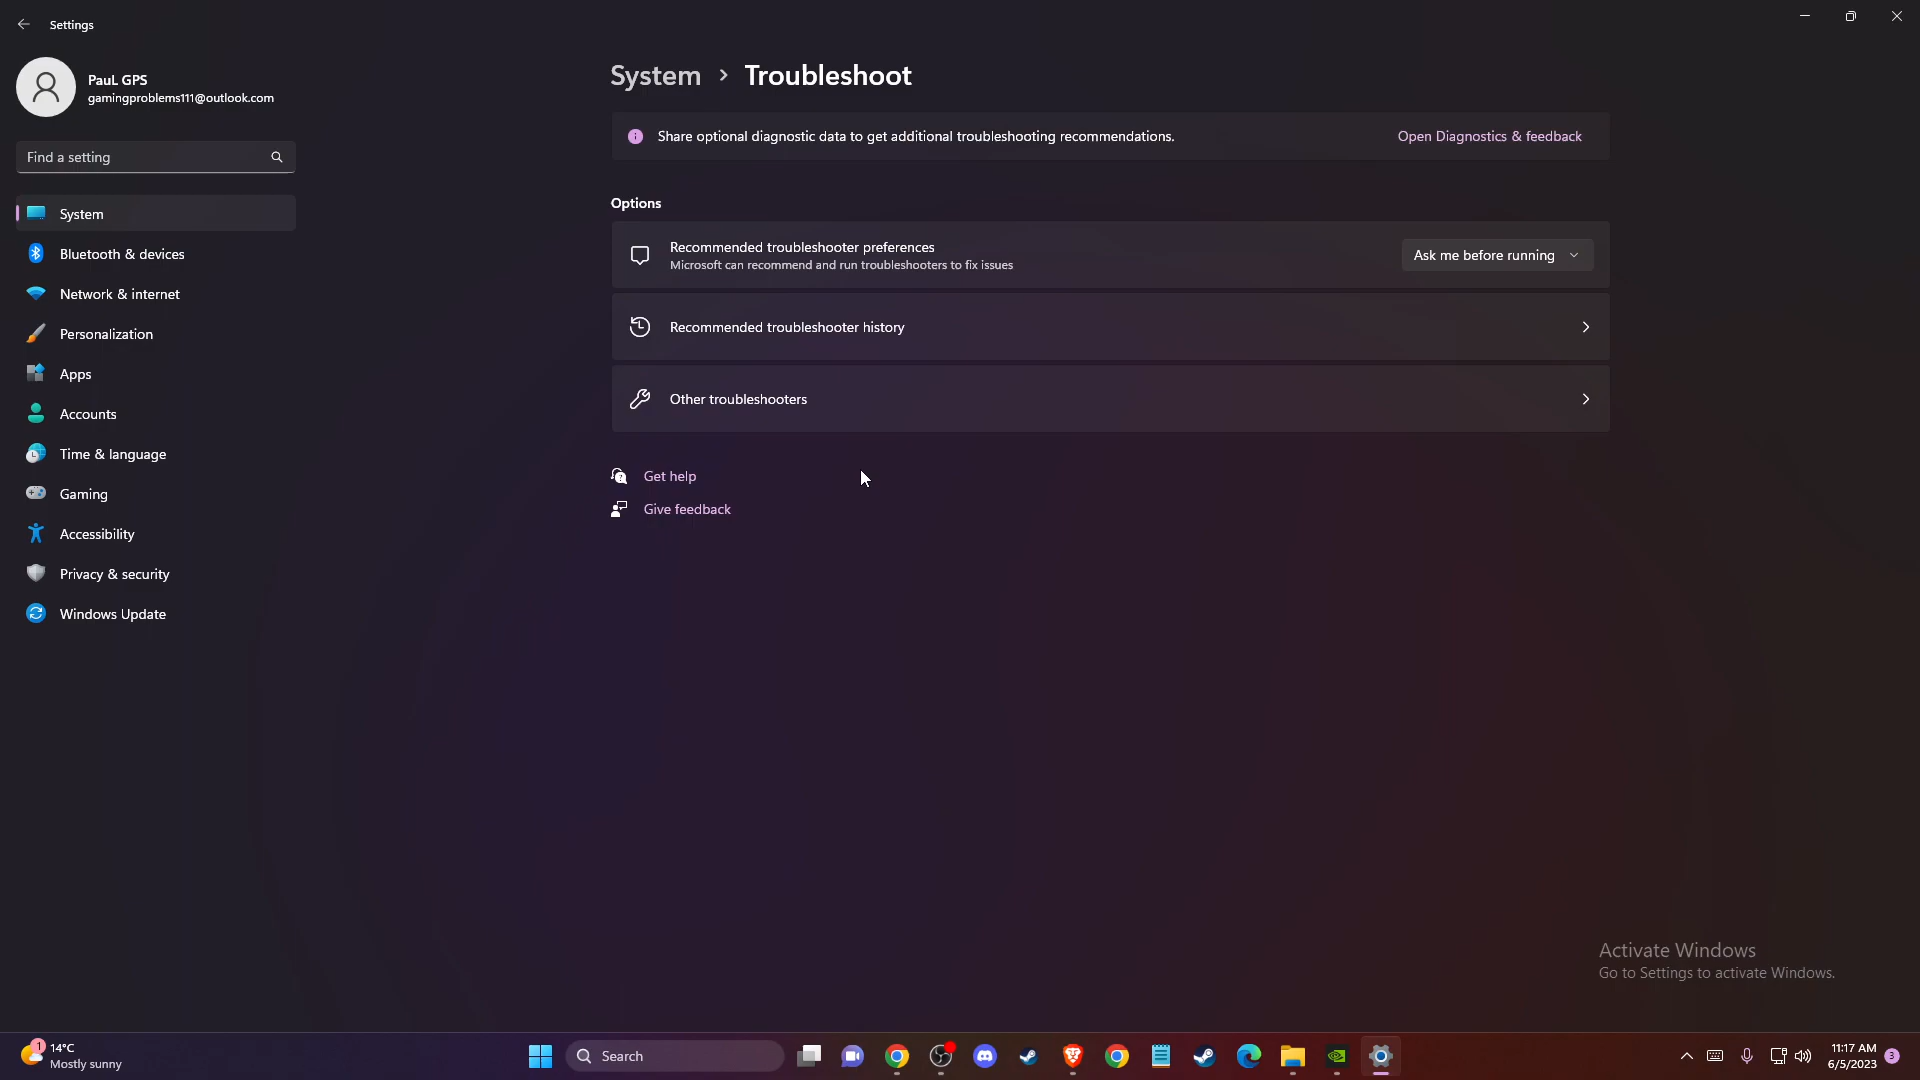 Settings
PauL GPS
gamingproblems111@outlook.com
Find a setting
System
Bluetooth & devices
Network & internet
Personalization
Apps
Accounts
Time & language
Gaming
Accessibility
Privacy & security
Windows Update
System > Troubleshoot
Share optional diagnostic data to get additional troubleshooting recommendations. Open Diagnostics & feedback
Options
Recommended troubleshooter preferences
Microsoft can recommend and run troubleshooters to fix issues
Ask me before running
Recommended troubleshooter history
Other troubleshooters
Get help
Give feedback
Activate Windows
Go to Settings to activate Windows.
1
14°C
Mostly sunny
Search
11:17 AM
6/5/2023
3